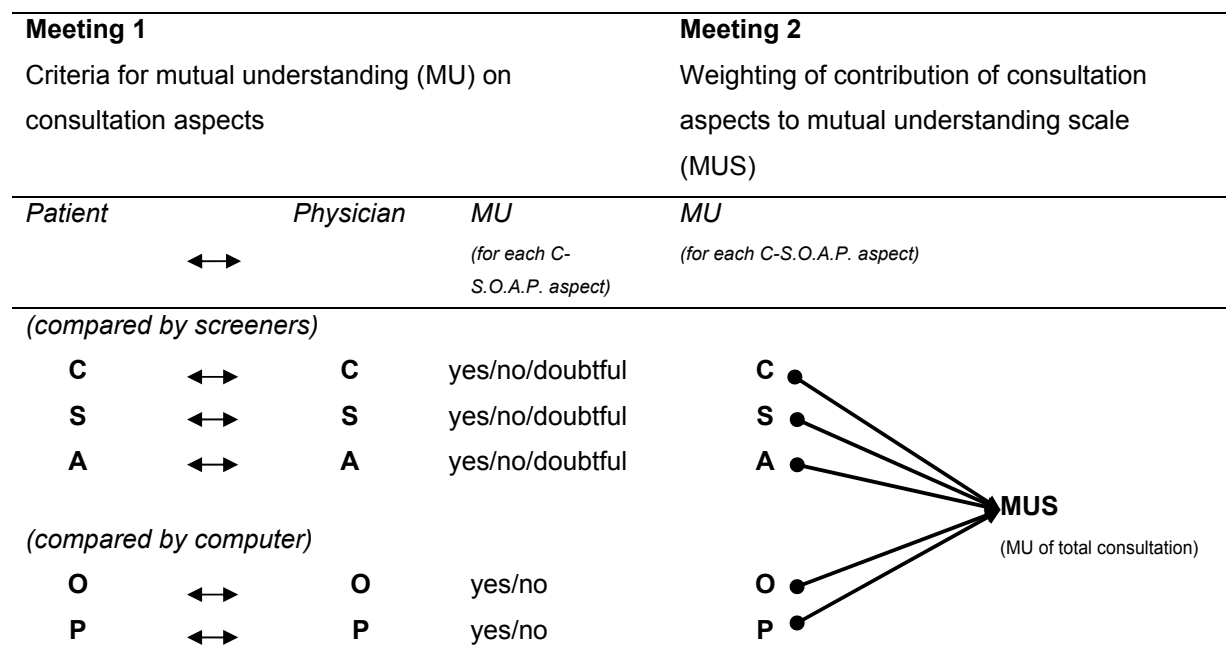 Meeting 1 Meeting 2
Criteria for mutual understanding (MU) on Weighting of contribution of consultation
consultation aspects aspects to mutual understanding scale
(MUS)
Patient Physician MU MU
(for each C- (for each C-S.O.A.P. aspect)
S.O.A.P. aspect)
(compared by screeners)
C C yes/no/doubtful C
S S yes/no/doubtful S
A A yes/no/doubtful A
MUS
(compared by computer) (MU of total consultation)
O O yes/no O
P P yes/no P